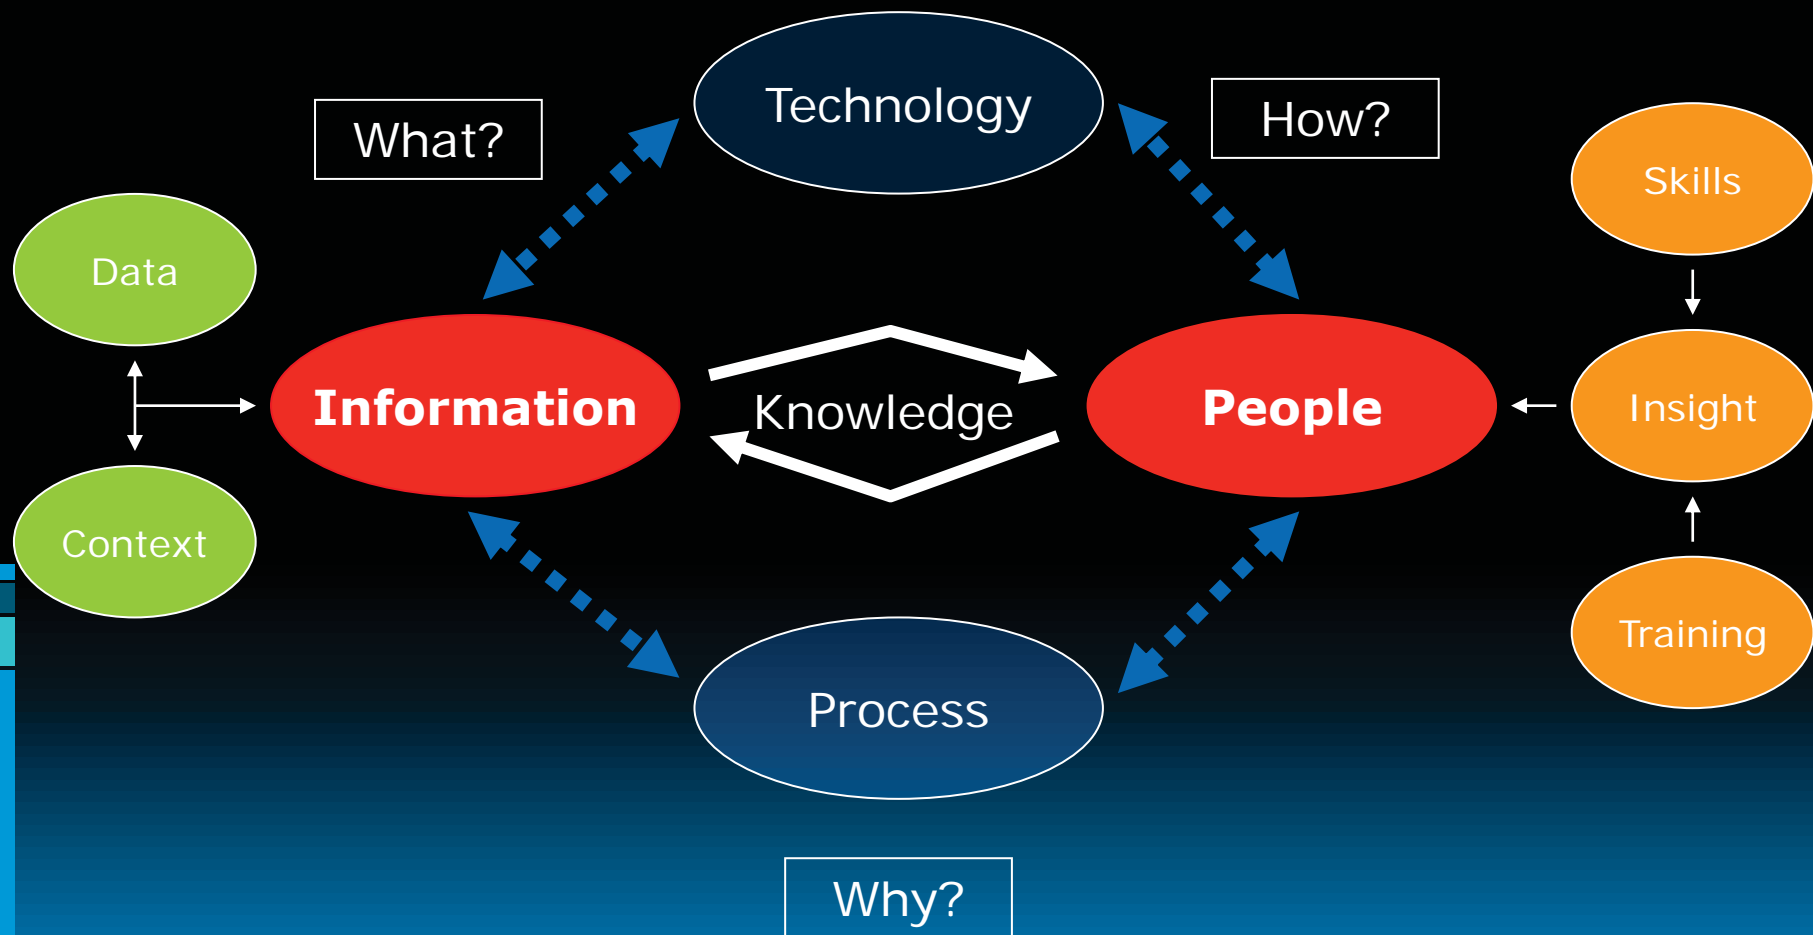 Technology
What?
How?
Skills
Data
Information
Knowledge
People
Insight
Context
Training
Process
Why?